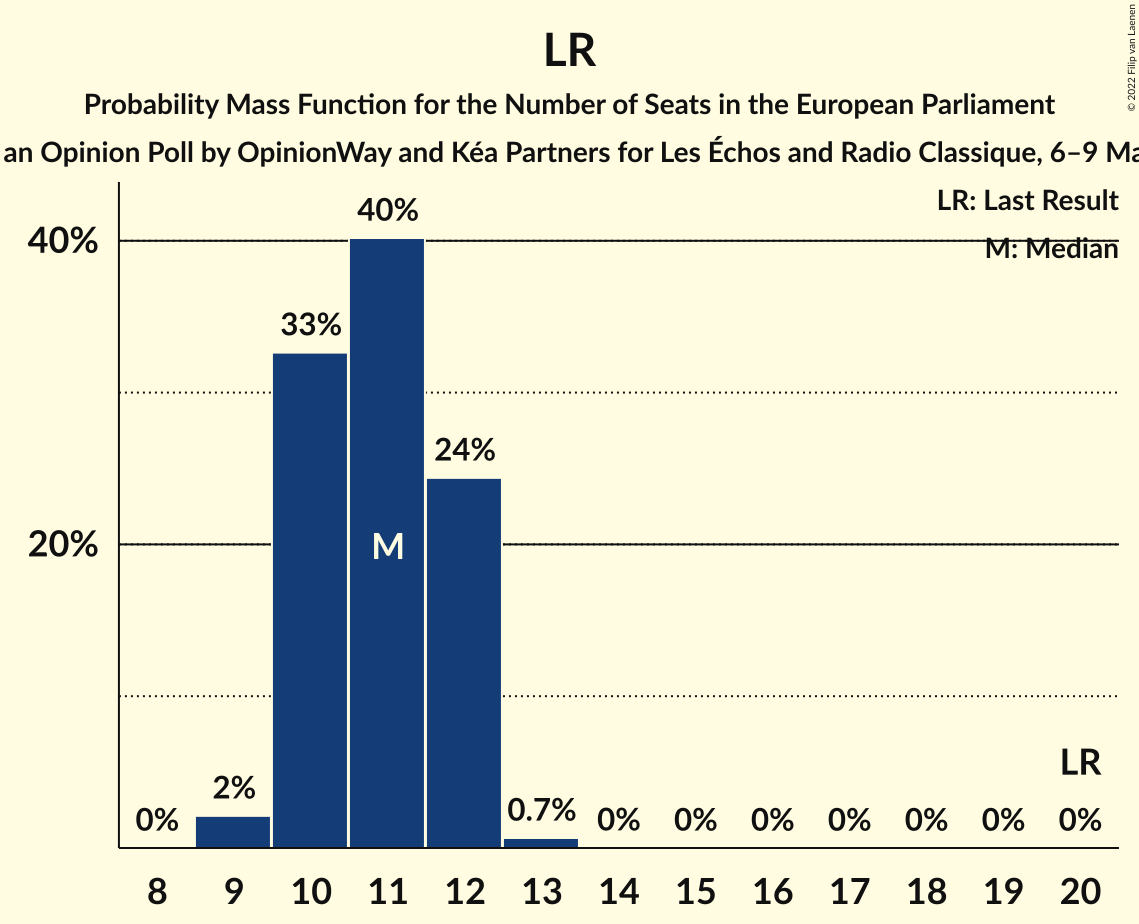 LR
Probability Mass Function for the Number of Seats in the European Parliament
an Opinion Poll by OpinionWay and Kéa Partners for Les Échos and Radio Classique, 6–9 Ma
© 2022 Filip van Laenen
LR: Last Result
M: Median
40%
20%
0%
2%
33%
40%
24%
0.7%
0%
0%
0%
0%
0%
0%
0%
M
LR
8 9 10 11 12 13 14 15 16 17 18 19 20